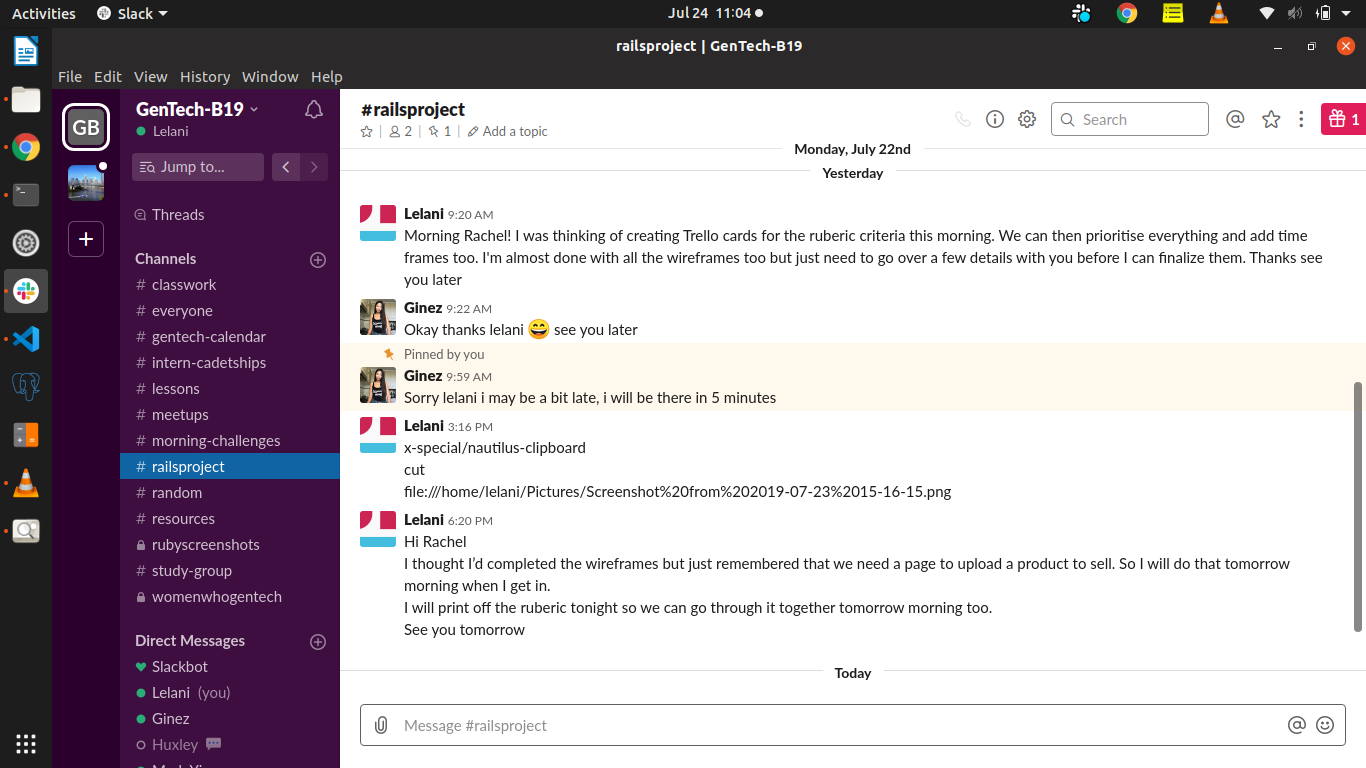 Activities Slack Jul 24 11:04
railsproject | GenTech-B19
File Edit View History Window Help
GB
GenTech-B19
Lelani
Jump to...
Threads
Channels
# classwork
# everyone
# gentech-calendar
# intern-cadetships
# lessons
# meetups
# morning-challenges
# railsproject
# random
# resources
rubyscreenshots
# study-group
womenwhogentech
Direct Messages
Slackbot
Lelani (you)
Ginez
Huxley
#railsproject
2 | 1 | Add a topic
Search
@
1
Monday, July 22nd
Yesterday
Lelani 9:20 AM
Morning Rachel! I was thinking of creating Trello cards for the ruberic criteria this morning. We can then prioritise everything and add time
frames too. I'm almost done with all the wireframes too but just need to go over a few details with you before I can finalize them. Thanks see
you later
Ginez 9:22 AM
Okay thanks lelani 😄 see you later
Pinned by you
Ginez 9:59 AM
Sorry lelani i may be a bit late, i will be there in 5 minutes
Lelani 3:16 PM
x-special/nautilus-clipboard
cut
file:///home/lelani/Pictures/Screenshot%20from%202019-07-23%2015-16-15.png
Lelani 6:20 PM
Hi Rachel
I thought I’d completed the wireframes but just remembered that we need a page to upload a product to sell. So I will do that tomorrow
morning when I get in.
I will print off the ruberic tonight so we can go through it together tomorrow morning too.
See you tomorrow
Today
Message #railsproject
@